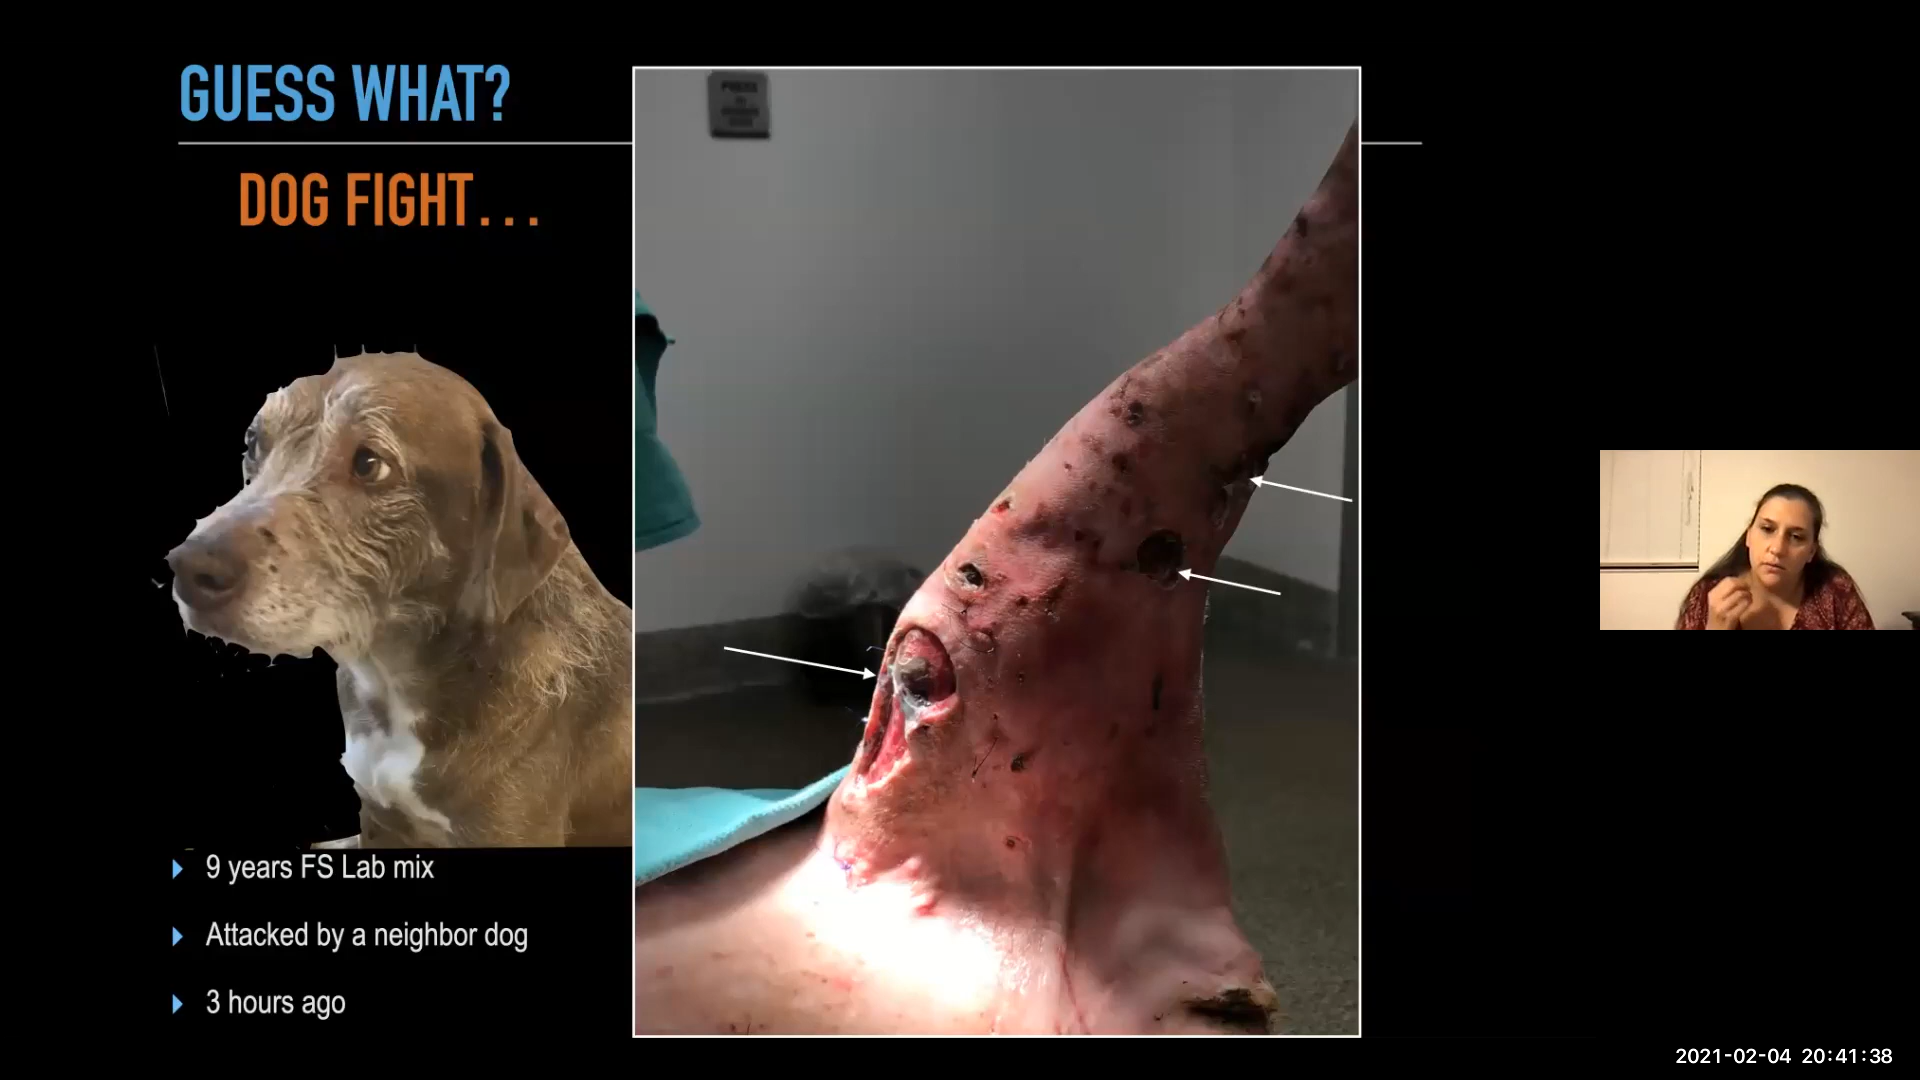 GUESS WHAT?
DOG FIGHT...
9 years FS Lab mix
Attacked by a neighbor dog
3 hours ago
2021-02-04 20:41:38